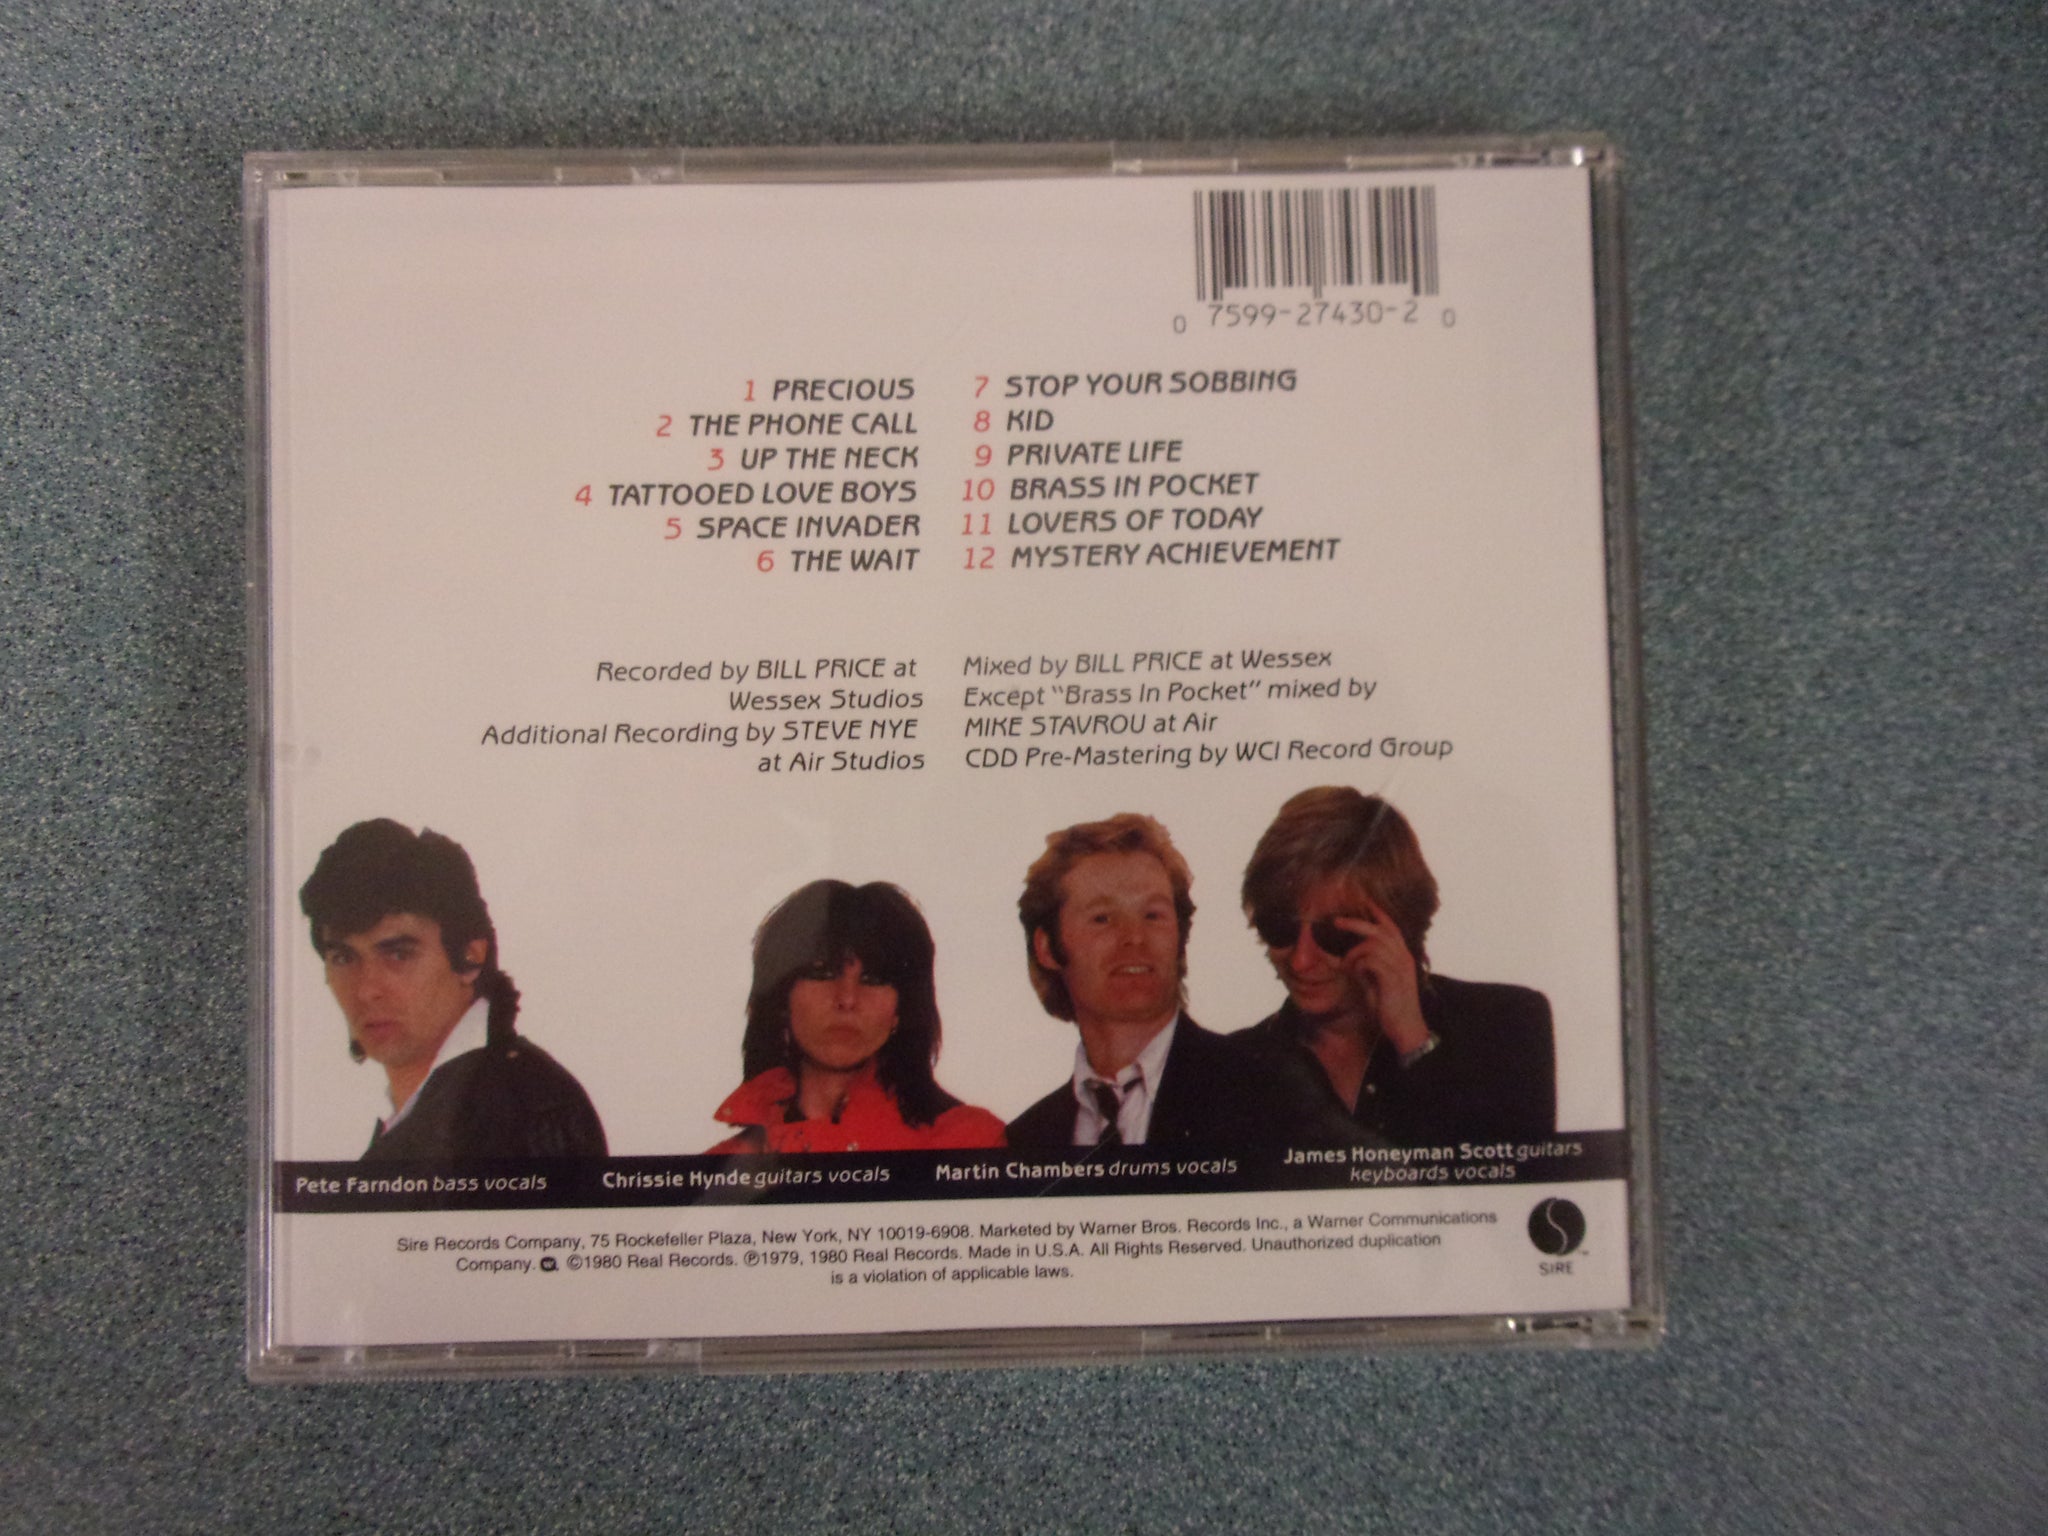 0 7599-27430-2 0
1 PRECIOUS
2 THE PHONE CALL
3 UP THE NECK
4 TATTOOED LOVE BOYS
5 SPACE INVADER
6 THE WAIT
7 STOP YOUR SOBBING
8 KID
9 PRIVATE LIFE
10 BRASS IN POCKET
11 LOVERS OF TODAY
12 MYSTERY ACHIEVEMENT
Recorded by BILL PRICE at
Wessex Studios
Additional Recording by STEVE NYE
at Air Studios
Mixed by BILL PRICE at Wessex
Except "Brass In Pocket" mixed by
MIKE STAVROU at Air
CDD Pre-Mastering by WCI Record Group
Pete Farndon bass vocals
Chrissie Hynde guitars vocals
Martin Chambers drums vocals
James Honeyman Scott guitars
keyboards vocals
Sire Records Company, 75 Rockefeller Plaza, New York, NY 10019-6908. Marketed by Warner Bros. Records Inc., a Warner Communications
Company. ©1980 Real Records. ℗1979, 1980 Real Records. Made in U.S.A. All Rights Reserved. Unauthorized duplication
is a violation of applicable laws.
SIRE